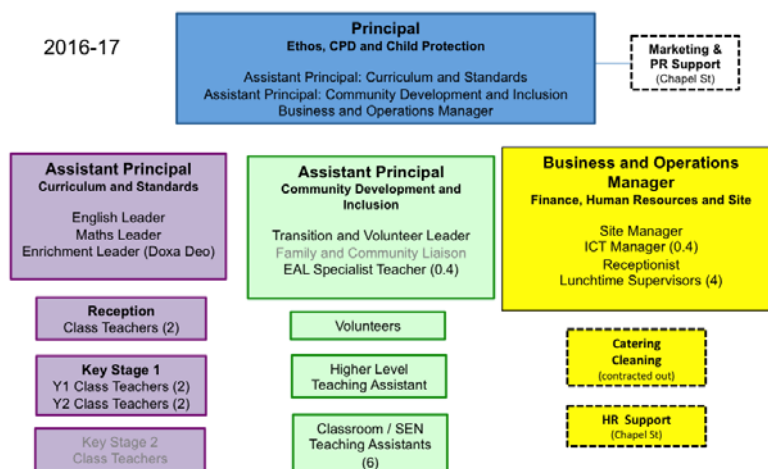 2016-17
Principal
Ethos, CPD and Child Protection
Assistant Principal: Curriculum and Standards
Assistant Principal: Community Development and Inclusion
Business and Operations Manager
Marketing &
PR Support
(Chapel St)
Assistant Principal
Curriculum and Standards
English Leader
Maths Leader
Enrichment Leader (Doxa Deo)
Reception
Class Teachers (2)
Key Stage 1
Y1 Class Teachers (2)
Y2 Class Teachers (2)
Key Stage 2
Class Teachers
Assistant Principal
Community Development and
Inclusion
Transition and Volunteer Leader
Family and Community Liaison
EAL Specialist Teacher (0.4)
Volunteers
Higher Level
Teaching Assistant
Classroom / SEN
Teaching Assistants
(6)
Business and Operations
Manager
Finance, Human Resources and Site
Site Manager
ICT Manager (0.4)
Receptionist
Lunchtime Supervisors (4)
Catering
Cleaning
(contracted out)
HR Support
(Chapel St)